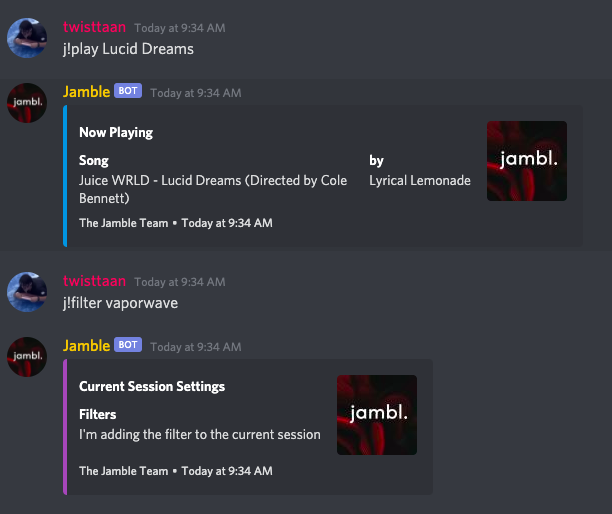 twisttaan Today at 9:34 AM
j!play Lucid Dreams
jambl.
Jamble BOT Today at 9:34 AM
Now Playing
Song by
Juice WRLD - Lucid Dreams (Directed by Cole Lyrical Lemonade
Bennett)
jambl.
The Jamble Team • Today at 9:34 AM
twisttaan Today at 9:34 AM
j!filter vaporwave
jambl.
Jamble BOT Today at 9:34 AM
Current Session Settings
Filters
I'm adding the filter to the current session
jambl.
The Jamble Team • Today at 9:34 AM